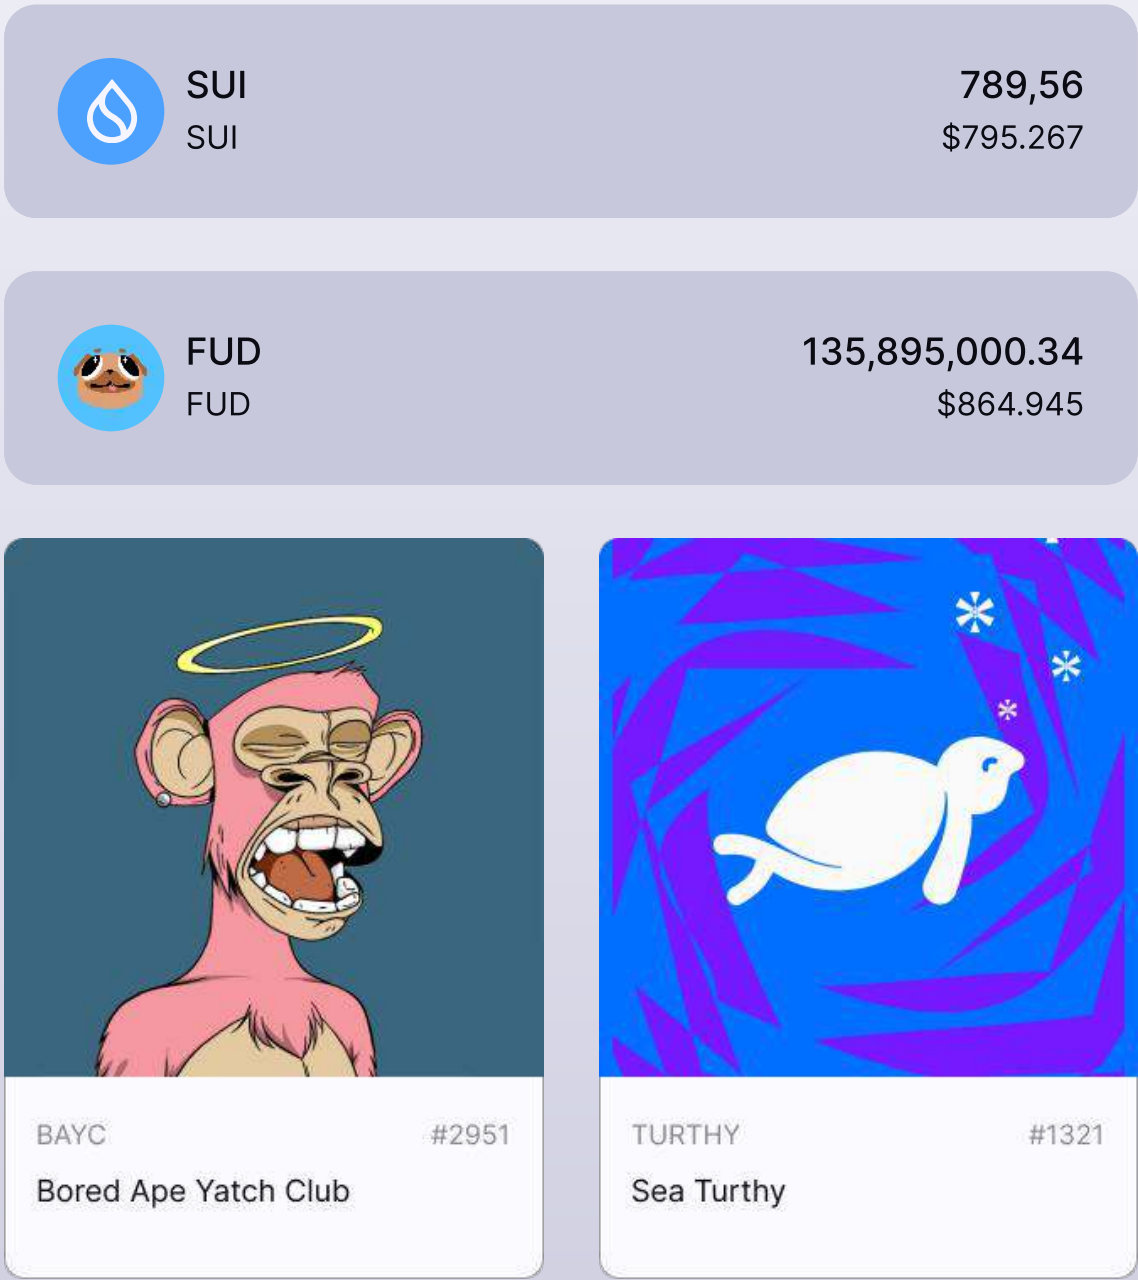 SUI 789,56
SUI $795.267
FUD 135,895,000.34
FUD $864.945
BAYC #2951
Bored Ape Yatch Club
TURTHY #1321
Sea Turthy